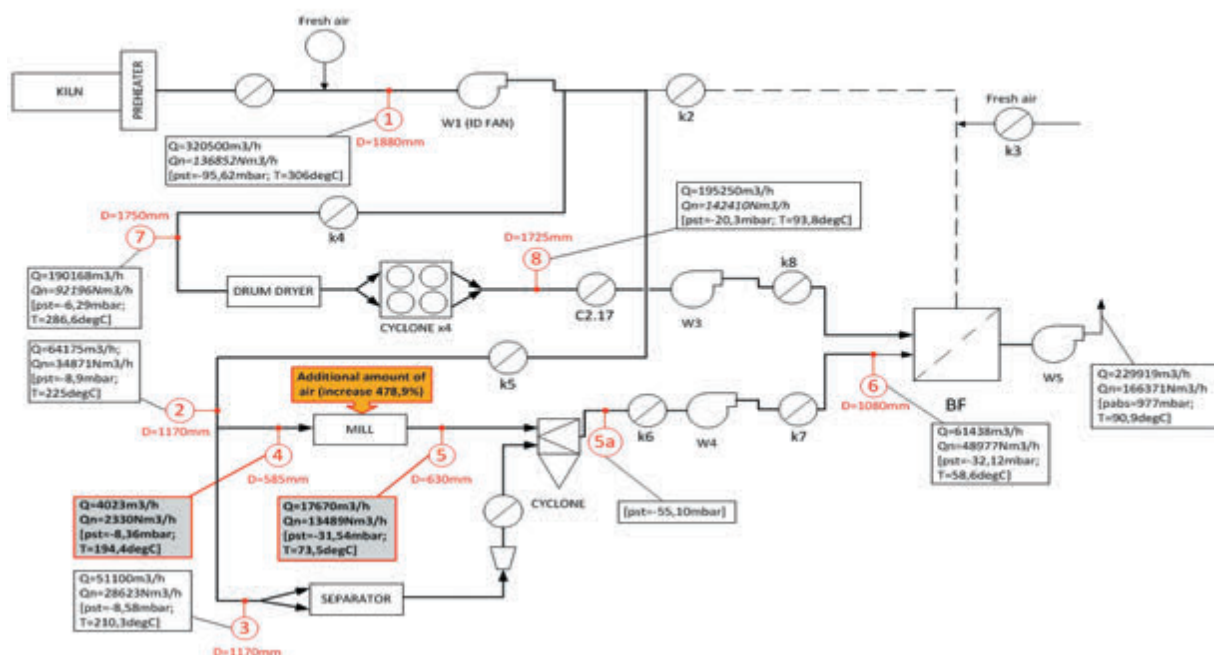 Fresh air
KILN
PREHEATER
1
W1 (ID FAN)
D=1880mm
k2
Fresh air
k3
Q=320500m3/h
Qn=136852Nm3/h
[pst=-95,62mbar; T=306degC]
Q=195250m3/h
Qn=142410Nm3/h
[pst=-20,3mbar; T=93,8degC]
D=1750mm
7
k4
D=1725mm
8
k8
Q=190168m3/h
Qn=92196Nm3/h
[pst=-6,29mbar;
T=286,6degC]
DRUM DRYER
CYCLONE x4
C2.17
W3
Q=64175m3/h;
Qn=34871Nm3/h
[pst=-8,9mbar;
T=225degC]
k5
W5
BF
Q=229919m3/h
Qn=166371Nm3/h
[pabs=977mbar;
T=90,9degC]
Additional amount of
air (increase 478,9%)
2
D=1170mm
4
D=585mm
MILL
5
D=630mm
5a
k6
W4
k7
6
D=1080mm
CYCLONE
[pst=-55,10mbar]
Q=61438m3/h
Qn=48977Nm3/h
[pst=-32,12mbar;
T=58,6degC]
Q=4023m3/h
Qn=2330Nm3/h
[pst=-8,36mbar;
T=194,4degC]
Q=17670m3/h
Qn=13489Nm3/h
[pst=-31,54mbar;
T=73,5degC]
Q=51100m3/h
Qn=28623Nm3/h
[pst=-8,58mbar;
T=210,3degC]
SEPARATOR
3
D=1170mm